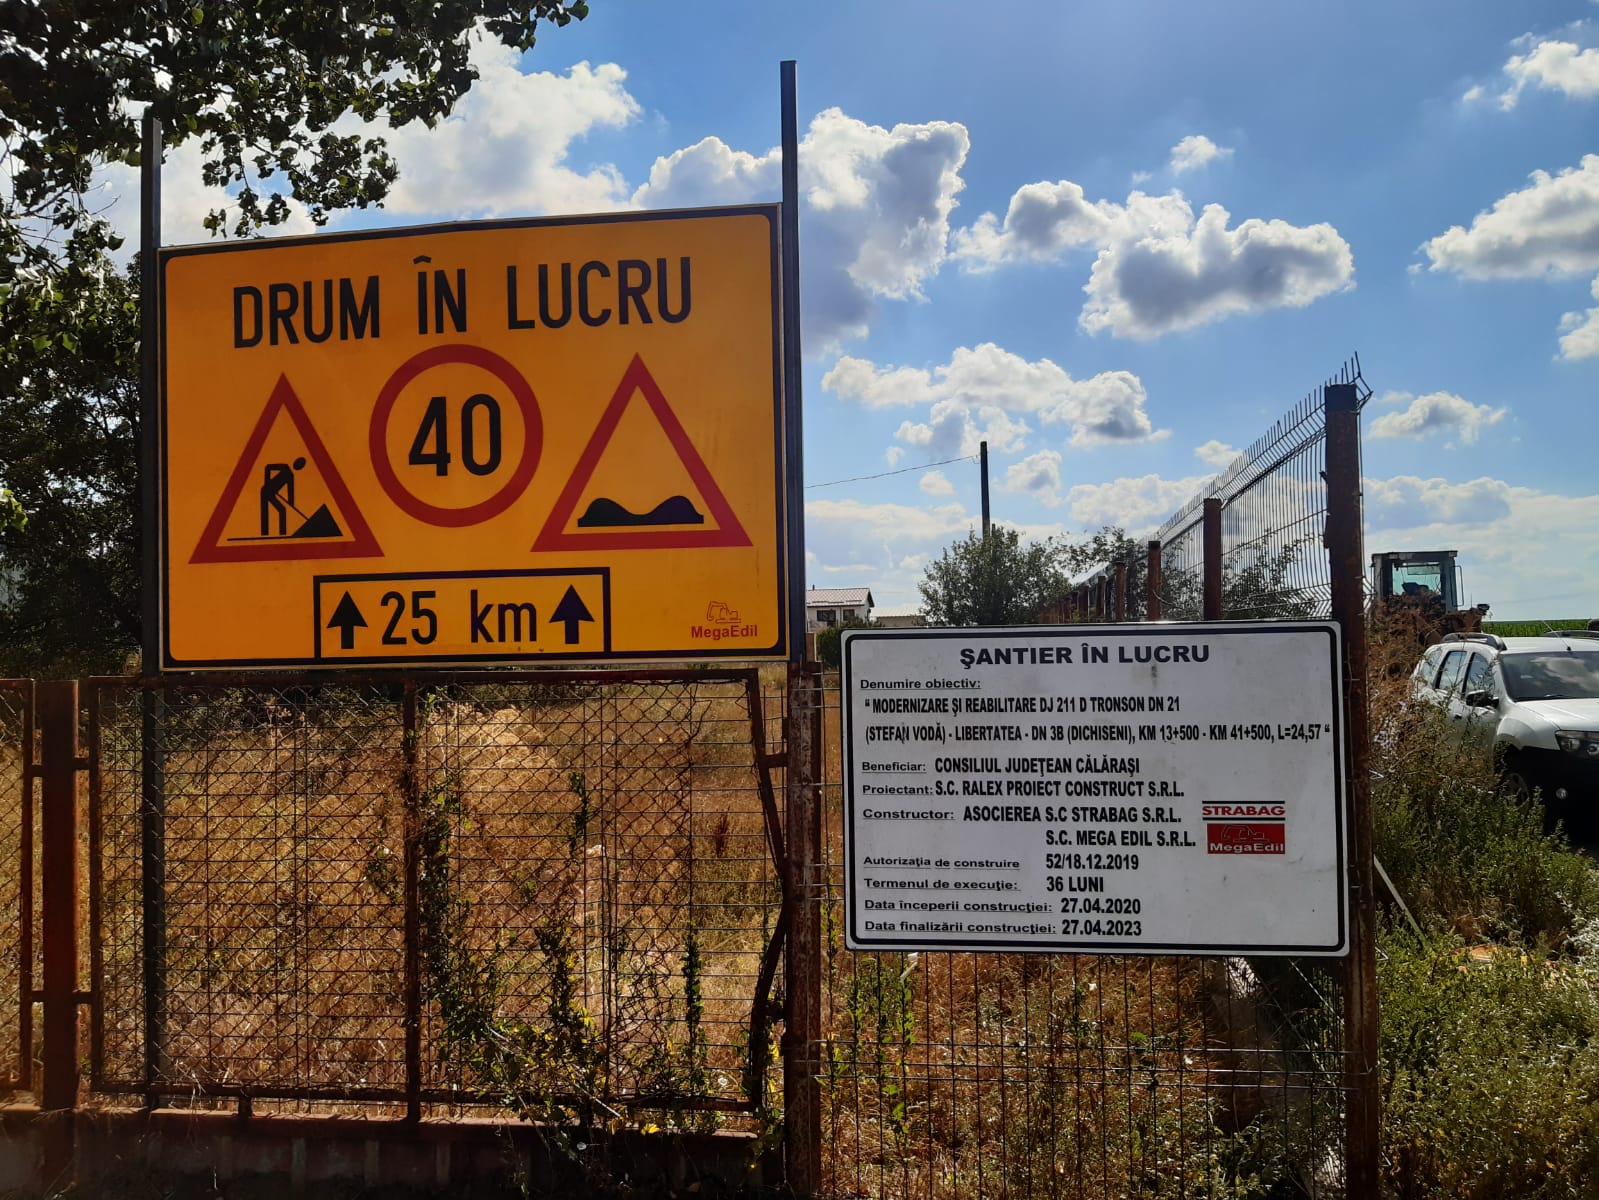 DRUM ÎN LUCRU
40
25 km
MegaEdil
ŞANTIER ÎN LUCRU
Denumire obiectiv:
“ MODERNIZARE ŞI REABILITARE DJ 211 D TRONSON DN 21
(STEFAN VODĂ) - LIBERTATEA - DN 3B (DICHISENI), KM 13+500 - KM 41+500, L=24,57 “
Beneficiar: CONSILIUL JUDEŢEAN CĂLĂRAŞI
Proiectant: S.C. RALEX PROIECT CONSTRUCT S.R.L.
Constructor: ASOCIEREA S.C STRABAG S.R.L. STRABAG
S.C. MEGA EDIL S.R.L. MegaEdil
Autorizaţia de construire 52/18.12.2019
Termenul de execuţie: 36 LUNI
Data începerii construcţiei: 27.04.2020
Data finalizării construcţiei: 27.04.2023